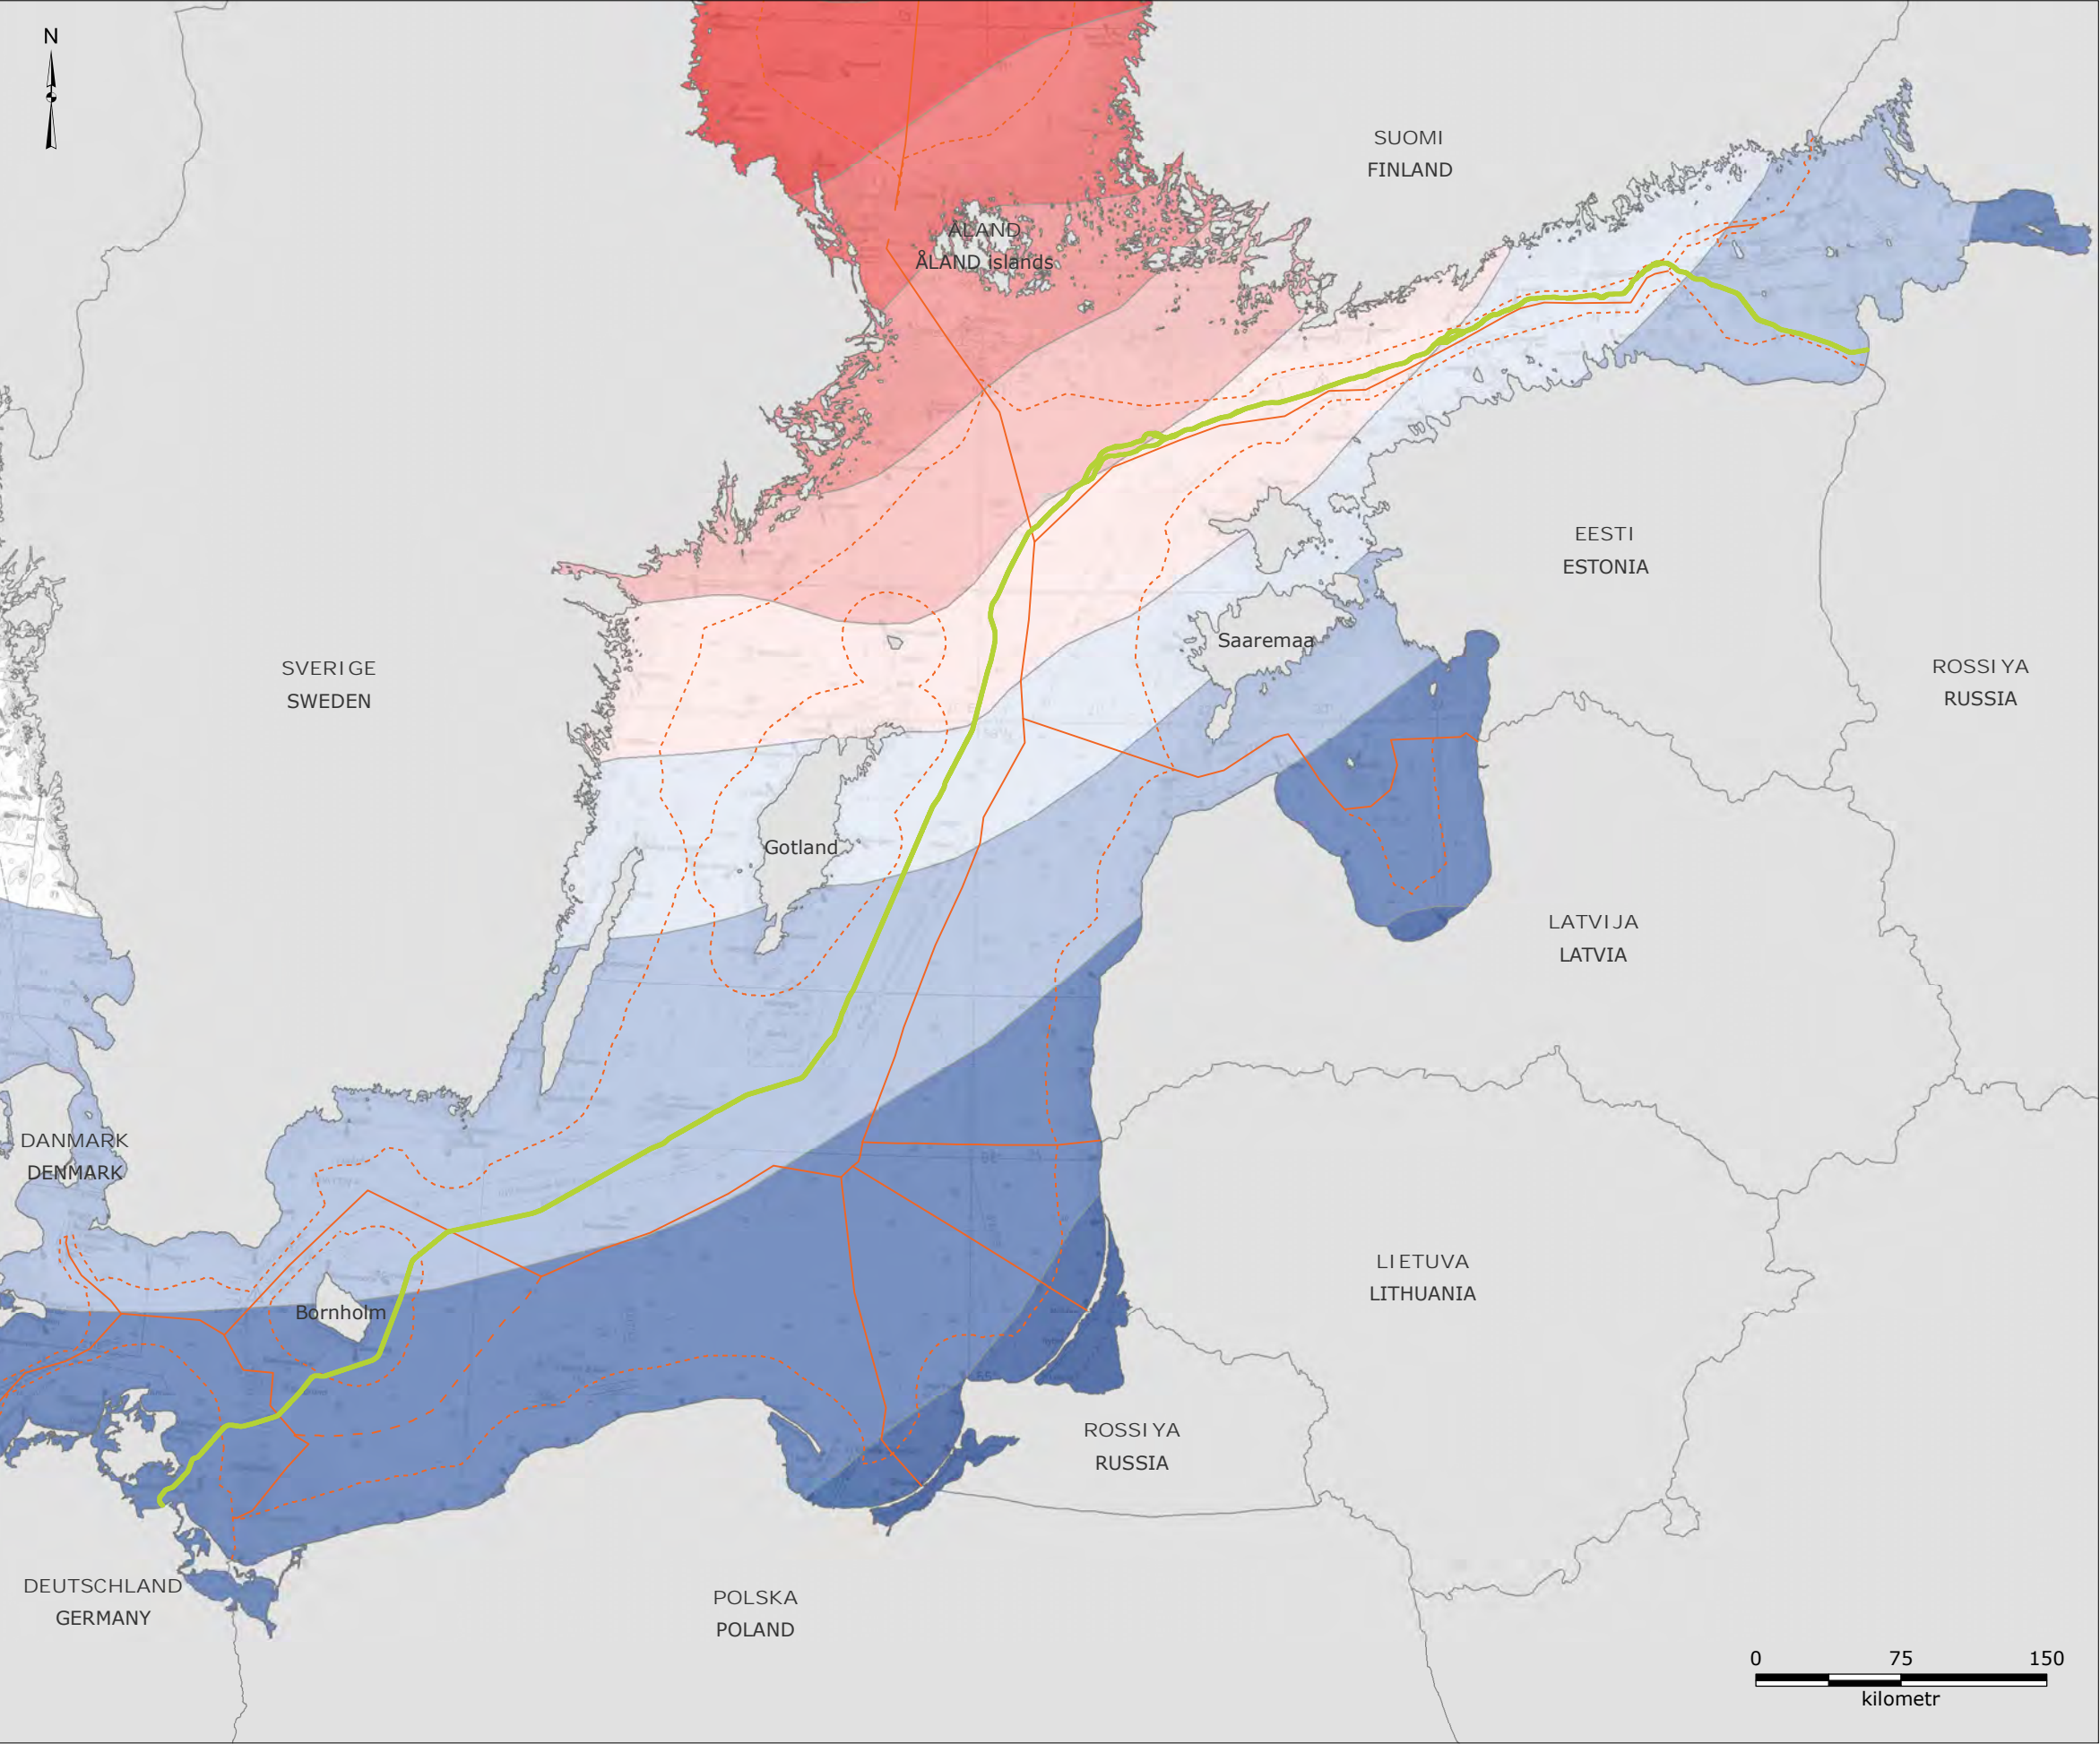 N
SUOMI
FINLAND
ÅLAND
ÅLAND islands
EESTI
ESTONIA
Saaremaa
SVERIGE
SWEDEN
ROSSIYA
RUSSIA
Gotland
LATVIJA
LATVIA
DANMARK
DENMARK
LIETUVA
LITHUANIA
Bornholm
ROSSIYA
RUSSIA
DEUTSCHLAND
GERMANY
POLSKA
POLAND
0 75 150
kilometr